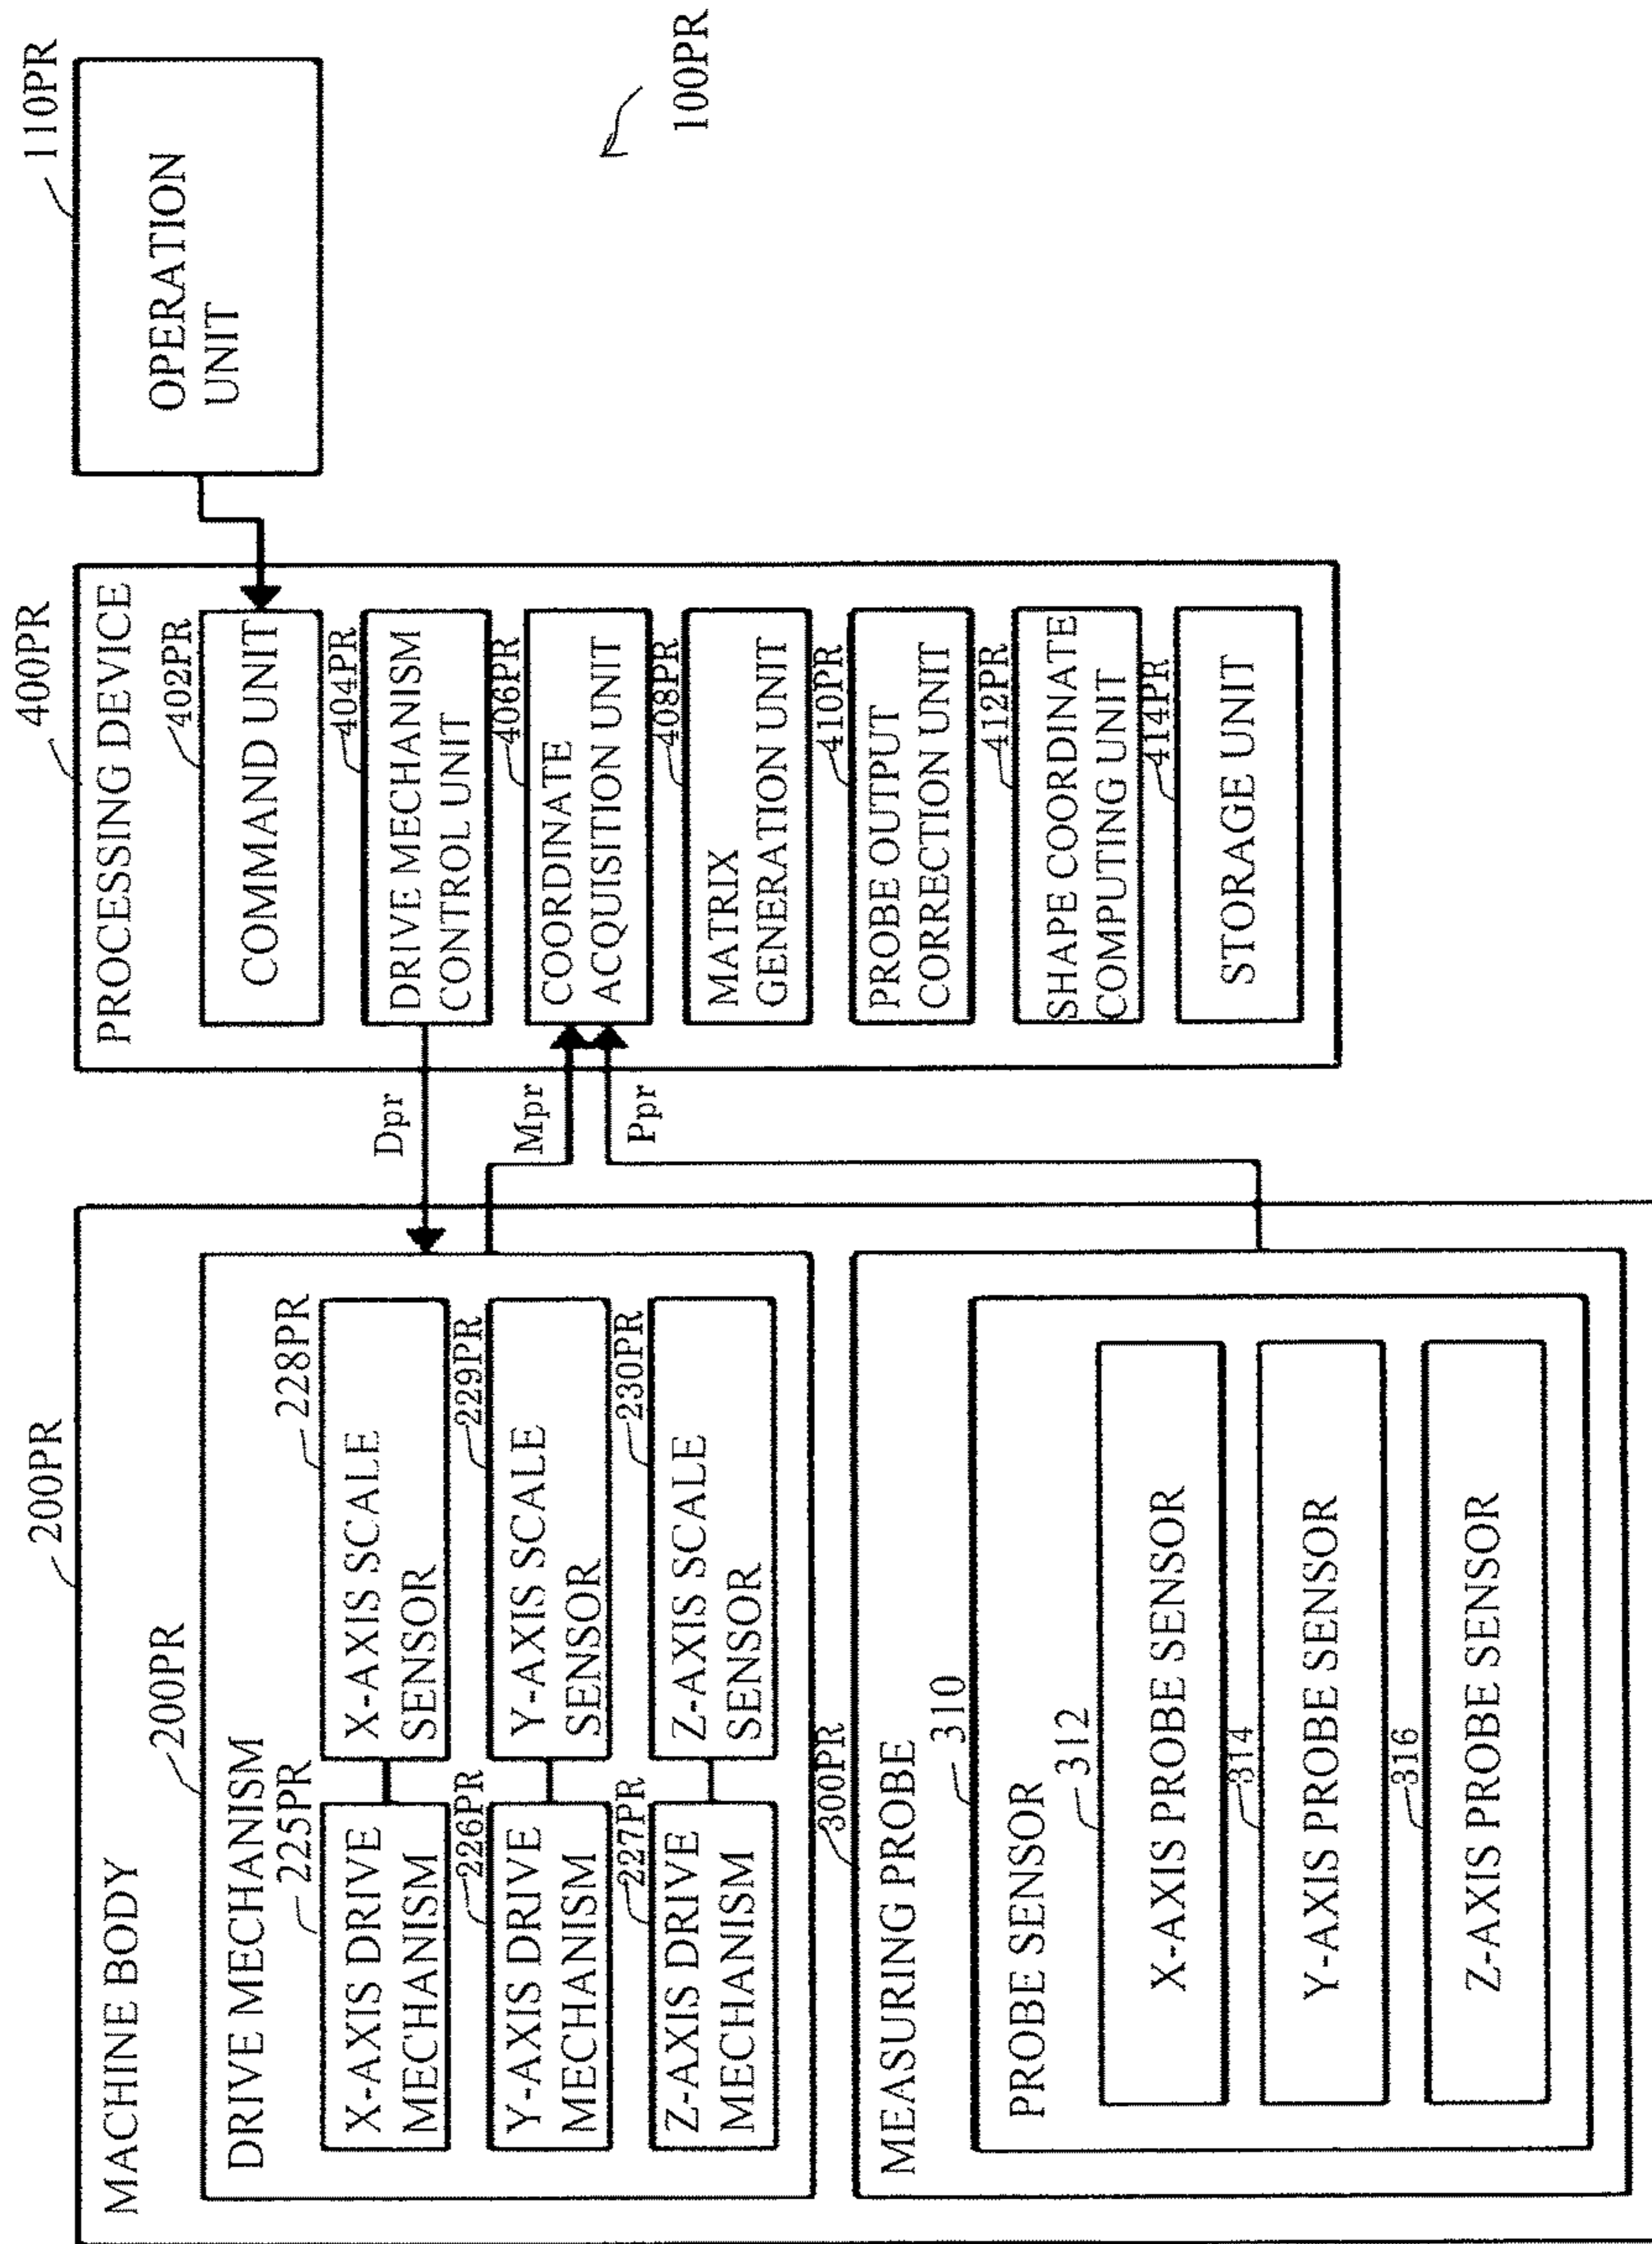 200PR
MACHINE BODY
200PR
DRIVE MECHANISM
225PR
X-AXIS DRIVE
MECHANISM
228PR
X-AXIS SCALE
SENSOR
226PR
Y-AXIS DRIVE
MECHANISM
229PR
Y-AXIS SCALE
SENSOR
227PR
Z-AXIS DRIVE
MECHANISM
230PR
Z-AXIS SCALE
SENSOR
300PR
MEASURING PROBE
310
PROBE SENSOR
312
X-AXIS PROBE SENSOR
314
Y-AXIS PROBE SENSOR
316
Z-AXIS PROBE SENSOR
Dpr
Mpr
Ppr
400PR
PROCESSING DEVICE
402PR
COMMAND UNIT
404PR
DRIVE MECHANISM
CONTROL UNIT
406PR
COORDINATE
ACQUISITION UNIT
408PR
MATRIX
GENERATION UNIT
410PR
PROBE OUTPUT
CORRECTION UNIT
412PR
SHAPE COORDINATE
COMPUTING UNIT
414PR
STORAGE UNIT
110PR
OPERATION
UNIT
100PR